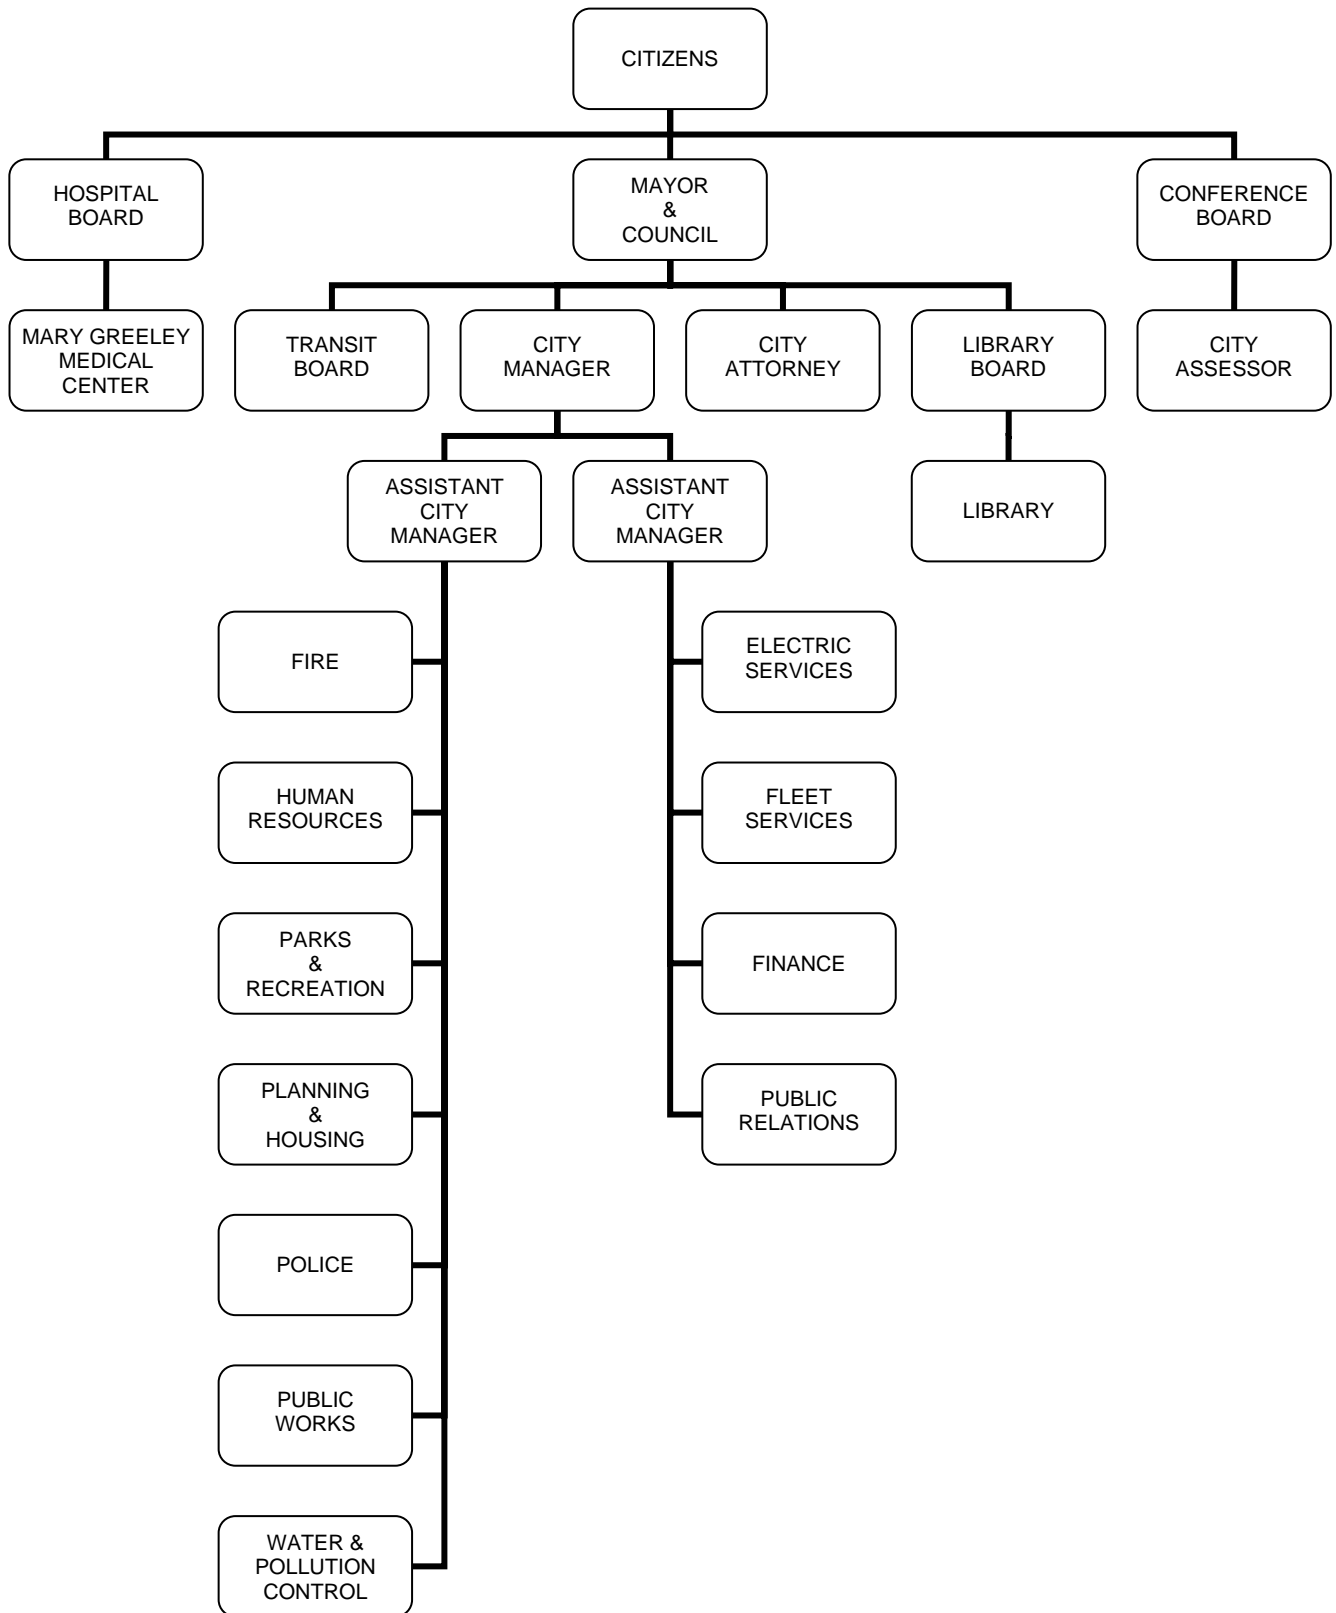 CITIZENS
HOSPITAL
BOARD
MAYOR
&
COUNCIL
CONFERENCE
BOARD
MARY GREELEY
MEDICAL
CENTER
TRANSIT
BOARD
CITY
MANAGER
CITY
ATTORNEY
LIBRARY
BOARD
CITY
ASSESSOR
ASSISTANT
CITY
MANAGER
ASSISTANT
CITY
MANAGER
LIBRARY
FIRE
ELECTRIC
SERVICES
HUMAN
RESOURCES
FLEET
SERVICES
PARKS
&
RECREATION
FINANCE
PLANNING
&
HOUSING
PUBLIC
RELATIONS
POLICE
PUBLIC
WORKS
WATER &
POLLUTION
CONTROL